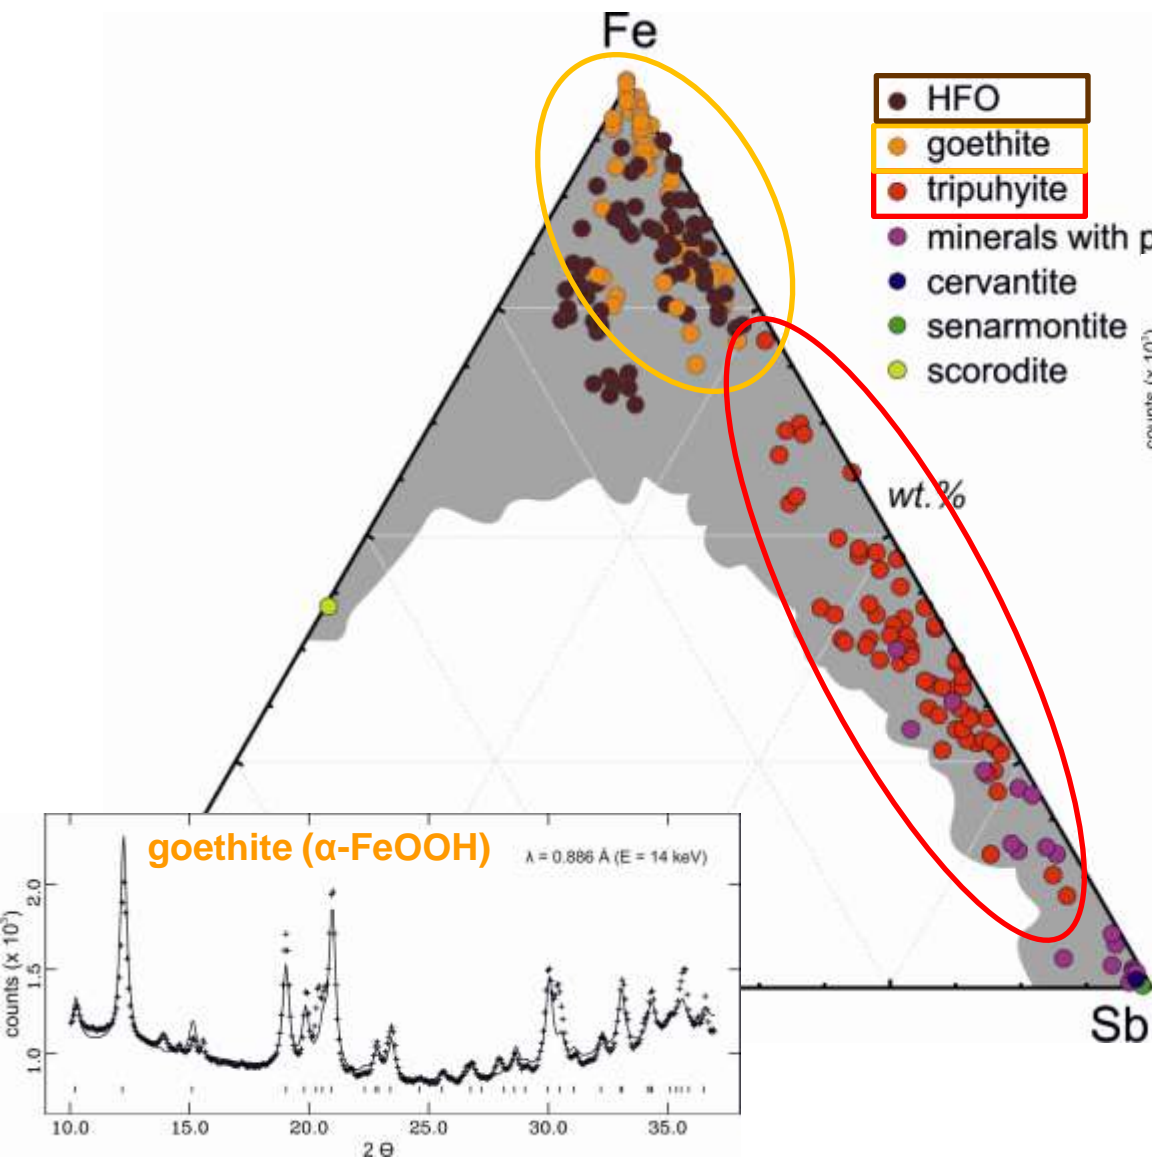 Fe
HFO
goethite
tripuhyite
minerals with p
cervantite
senarmontite
scorodite
counts (x 10³)
wt.%
goethite (α-FeOOH)
λ = 0.886 Å (E = 14 keV)
counts (x 10³)
2.0
1.5
1.0
10.0 15.0 20.0 25.0 30.0 35.0
2 Θ
Sb